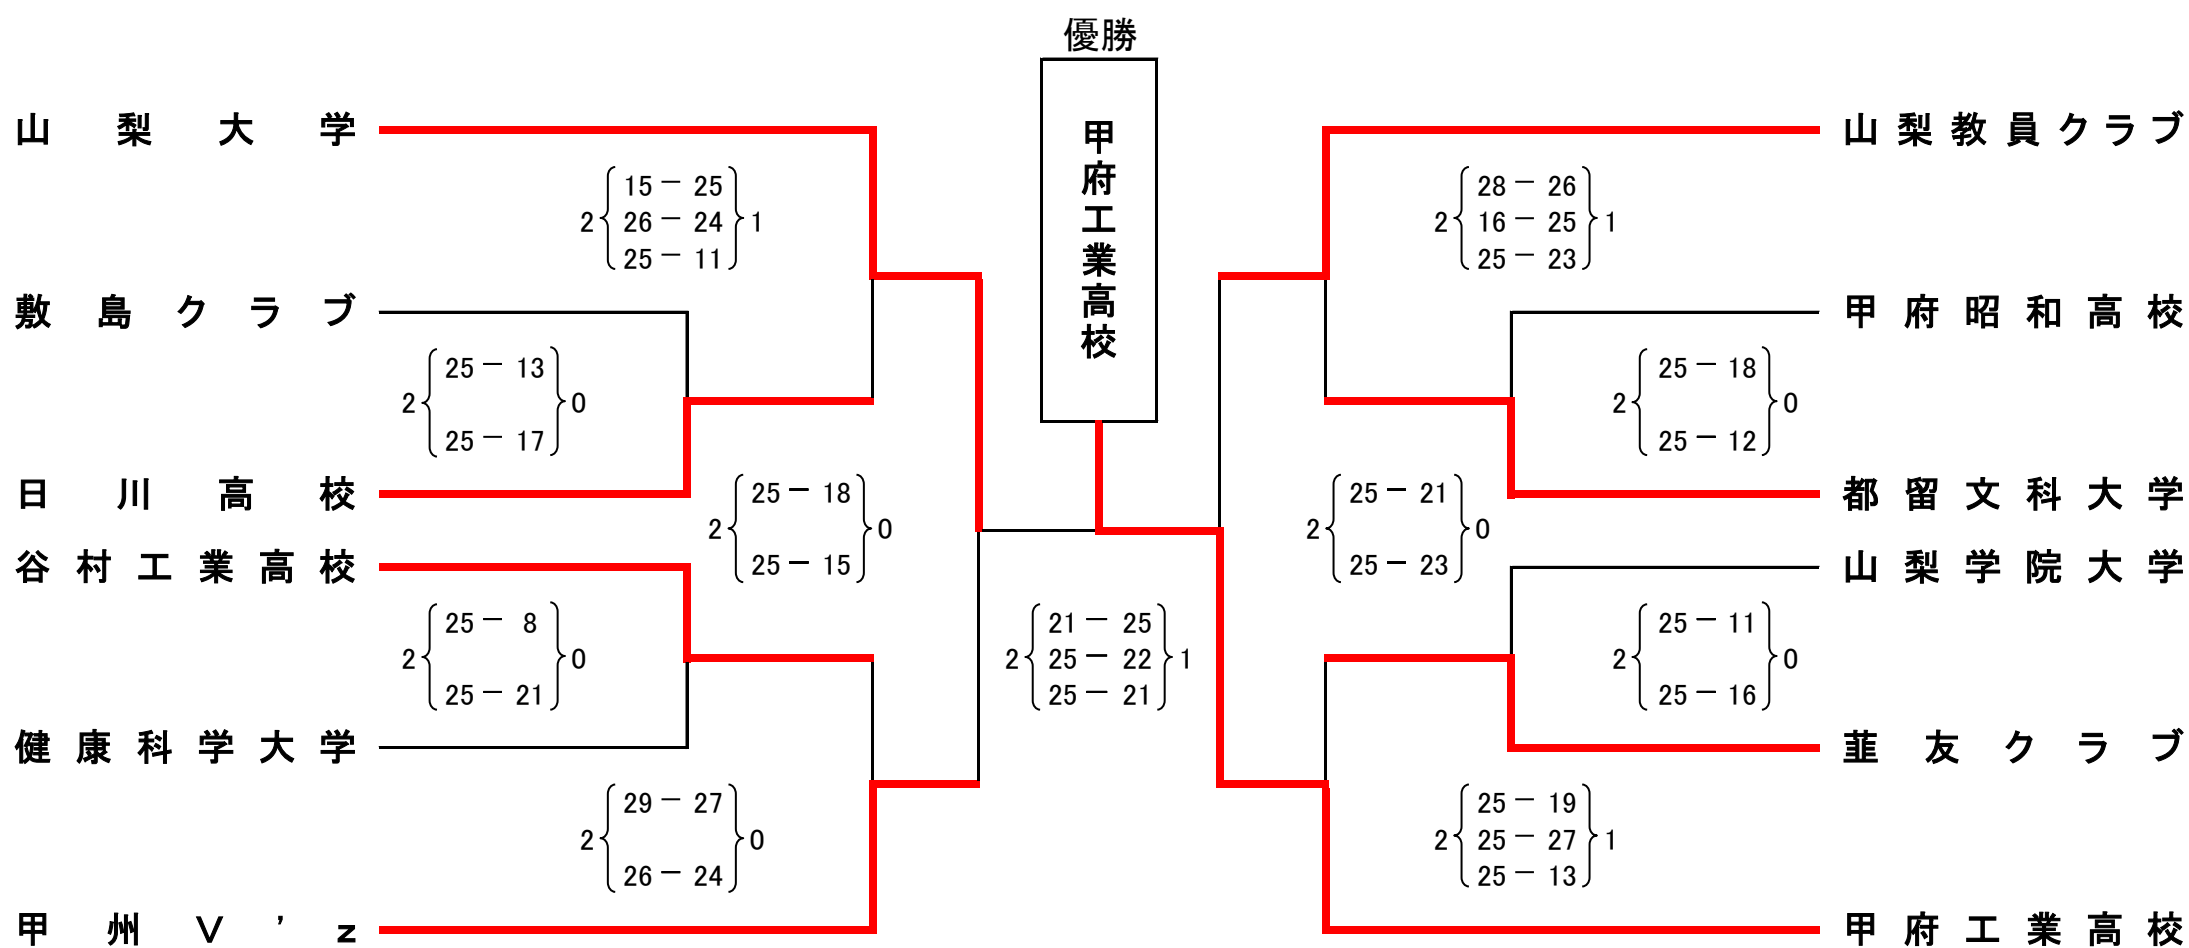 優勝
甲府工業高校
山梨大学
2 15－25 1
26－24
25－11
敷島クラブ
2 25－13 0
25－17
日川高校
2 25－18 0
25－15
谷村工業高校
2 25－8 0
25－21
健康科学大学
2 29－27 0
26－24
甲州V’z
2 21－25 1
25－22
25－21
山梨教員クラブ
2 28－26 1
16－25
25－23
甲府昭和高校
2 25－18 0
25－12
都留文科大学
2 25－21 0
25－23
山梨学院大学
2 25－11 0
25－16
韮友クラブ
2 25－19 1
25－27
25－13
甲府工業高校